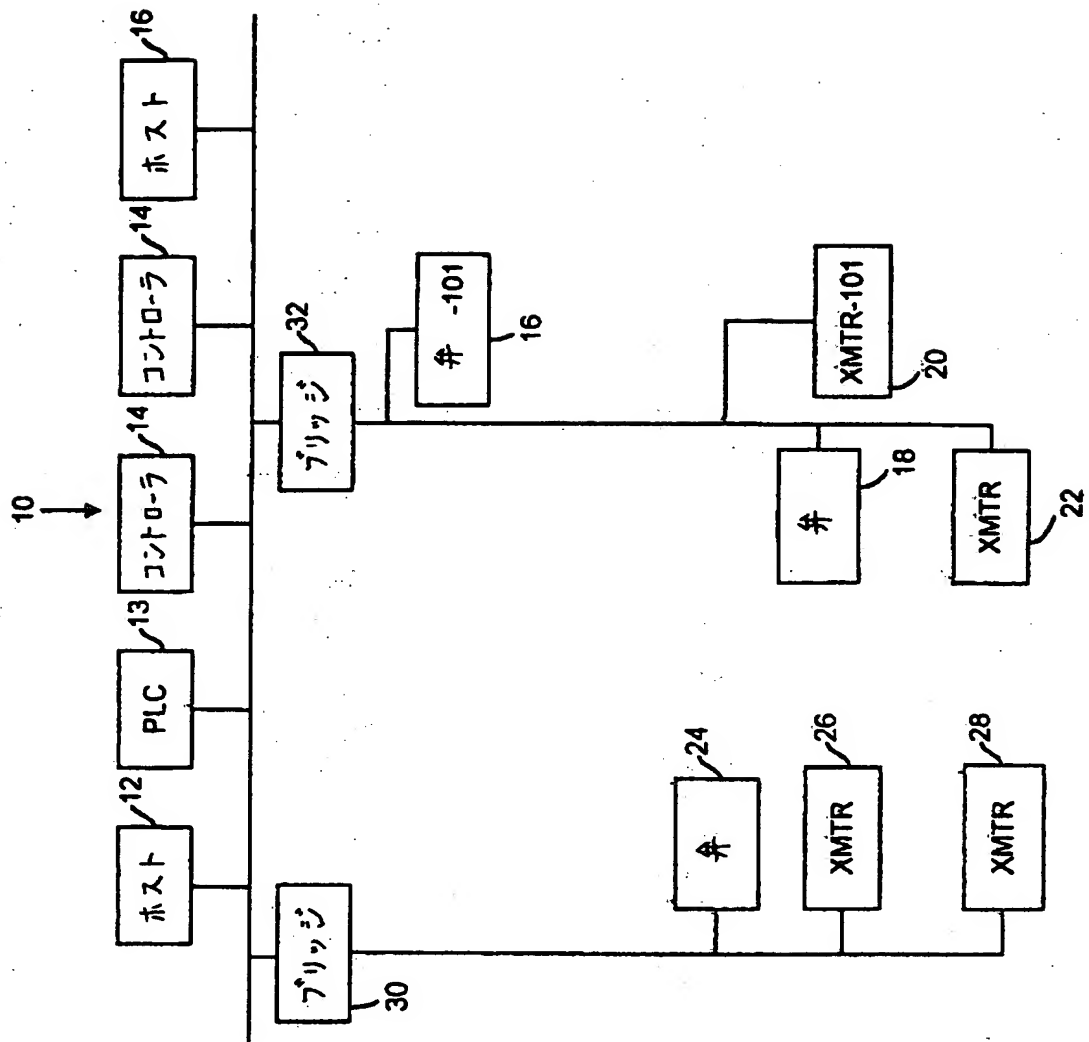 10
ホスト
12
PLC
13
コントローラ
14
コントローラ
14
ホスト
16
ブリッジ
30
ブリッジ
32
弁 -101
16
XMTR-101
20
弁
18
XMTR
22
弁
24
XMTR
26
XMTR
28